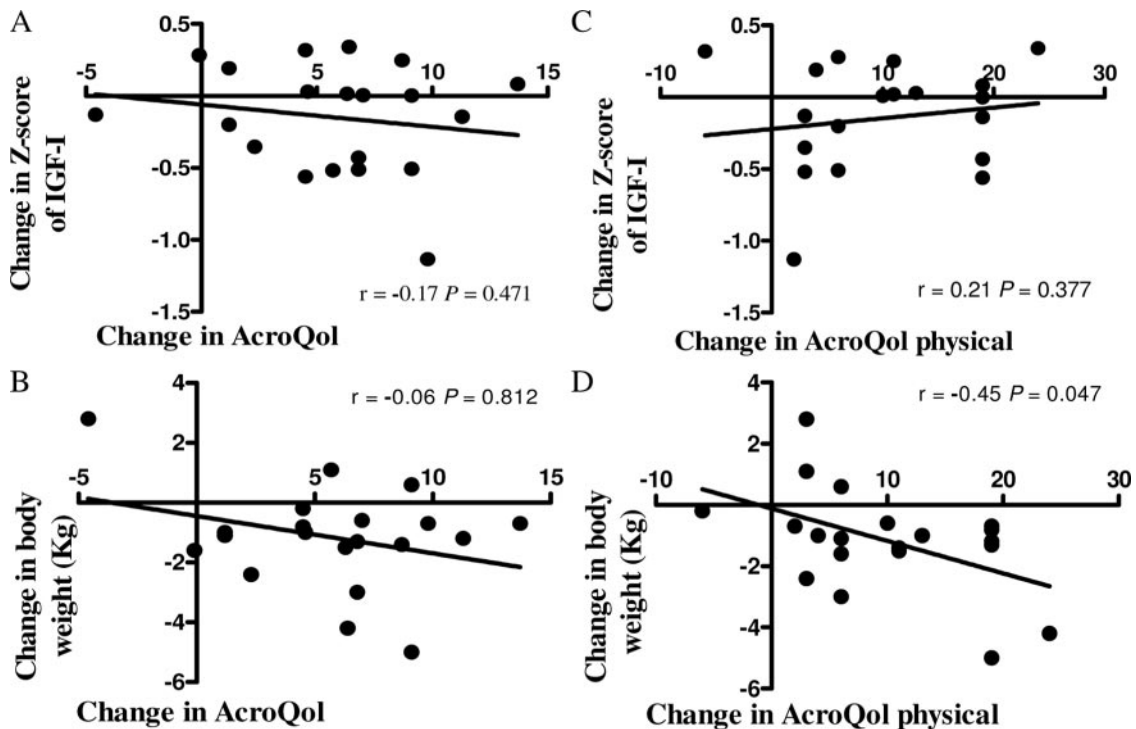 A
0.5
-5
5
10
15
0.0
-0.5
-1.0
-1.5
Change in Z-score
of IGF-I
r = -0.17 P = 0.471
Change in AcroQol
C
0.5
-10
10
20
30
0.0
-0.5
-1.0
-1.5
Change in Z-score
of IGF-I
r = 0.21 P = 0.377
Change in AcroQol physical
B
4
2
-5
5
10
15
-2
-4
-6
Change in body
weight (Kg)
r = -0.06 P = 0.812
Change in AcroQol
D
4
2
-10
10
20
30
-2
-4
-6
Change in body
weight (Kg)
r = -0.45 P = 0.047
Change in AcroQol physical